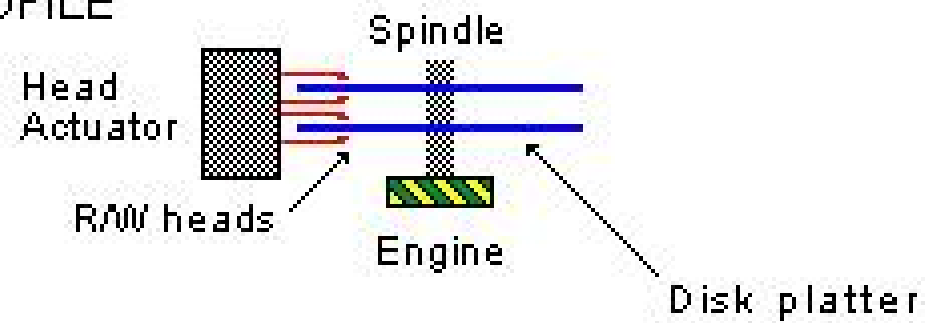 Spindle
Head
Actuator
R/W heads
Engine
Disk platter